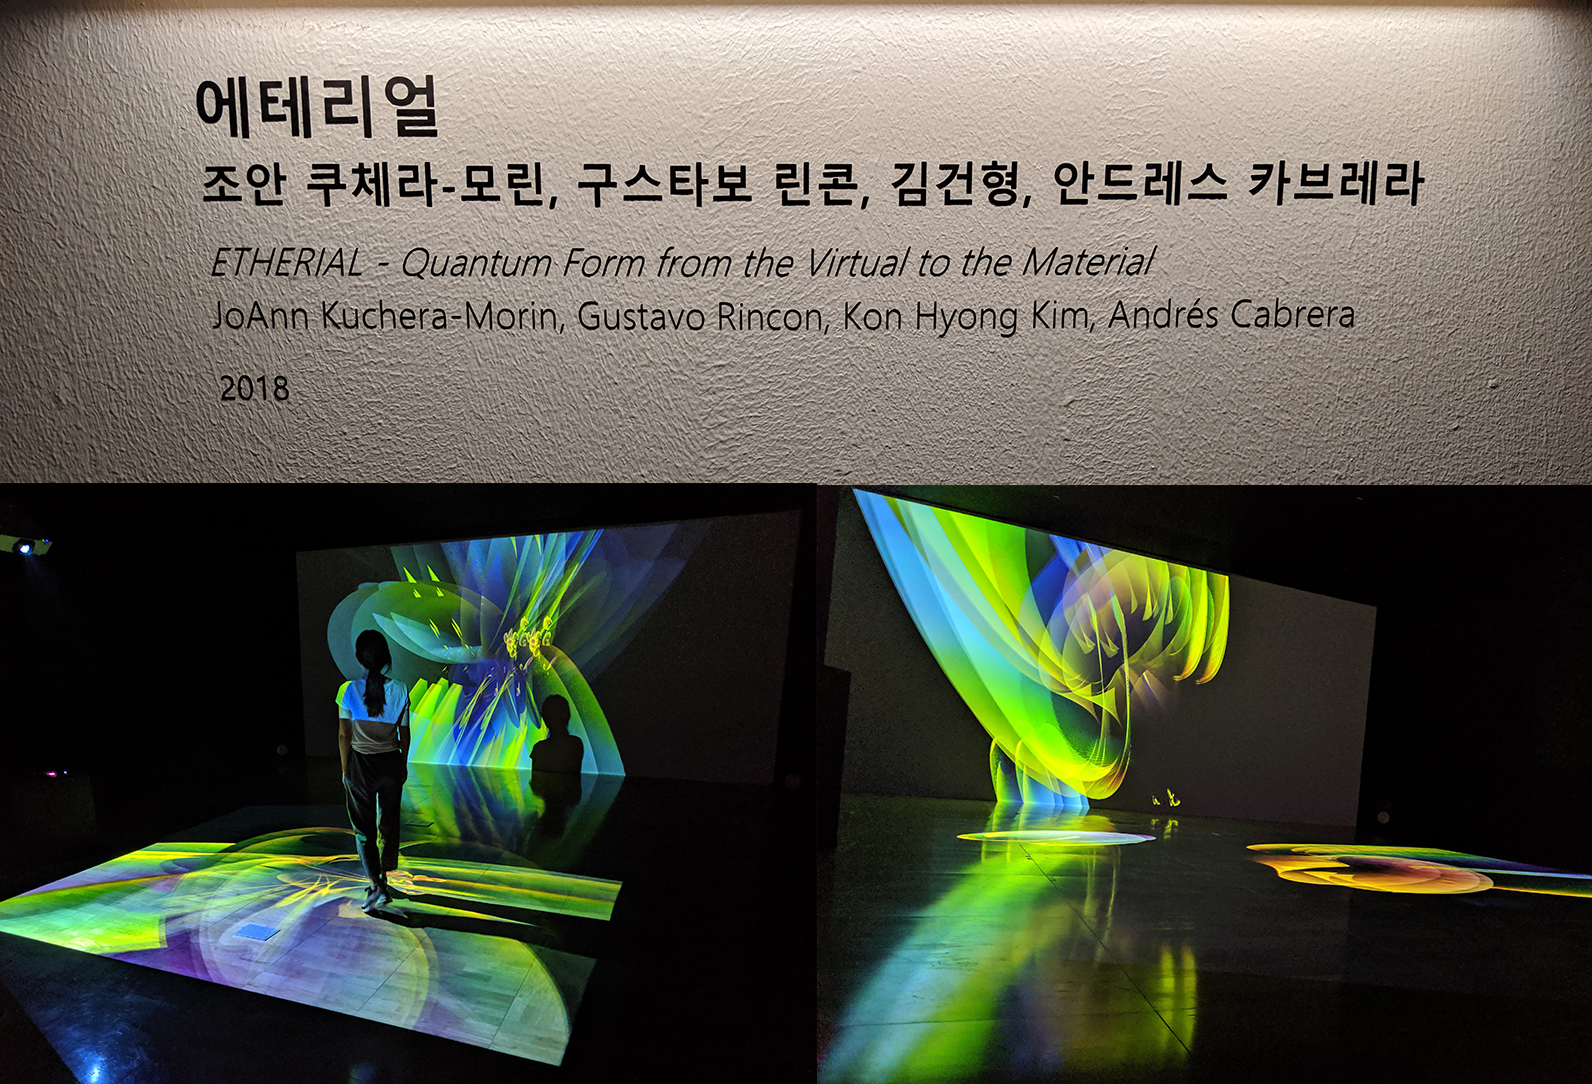 에테리얼
조안 쿠체라-모린, 구스타보 린콘, 김건형, 안드레스 카브레라
ETHERIAL - Quantum Form from the Virtual to the Material
JoAnn Kuchera-Morin, Gustavo Rincon, Kon Hyong Kim, Andrés Cabrera
2018